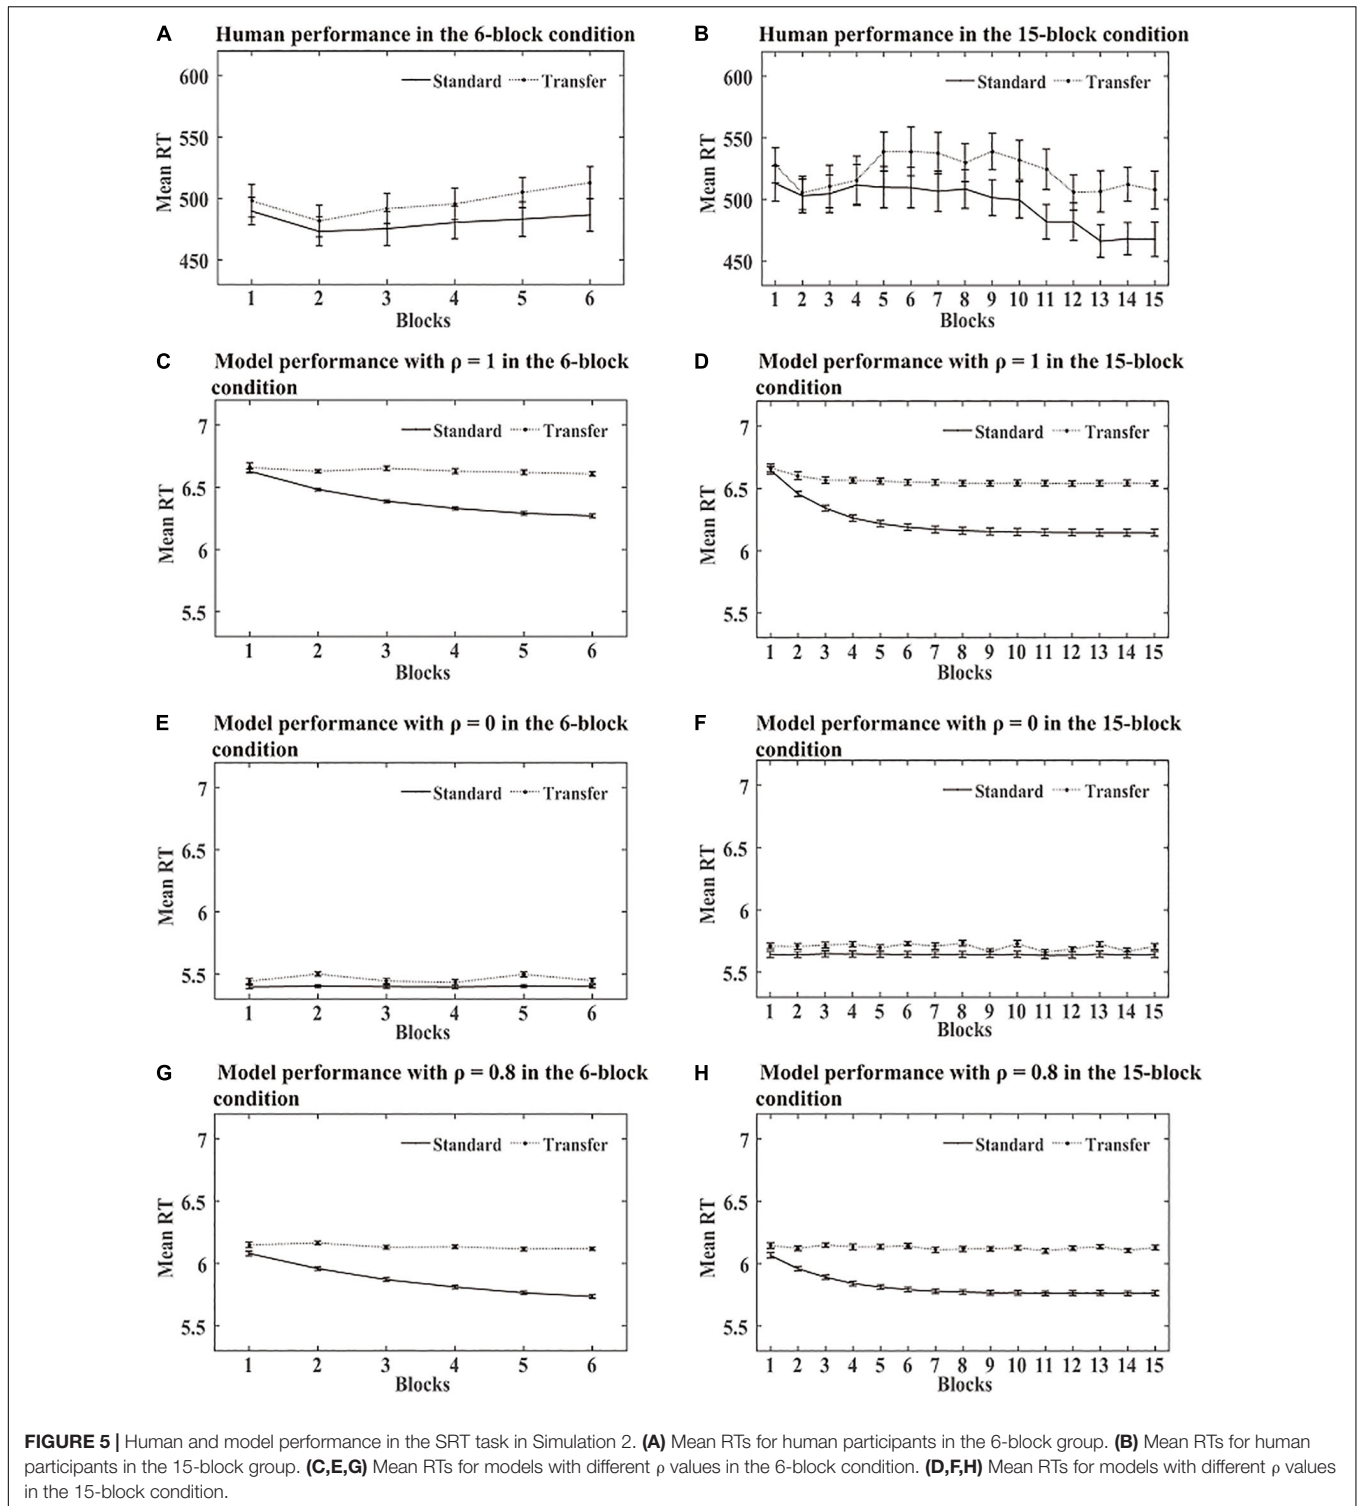 A Human performance in the 6-block condition
Standard Transfer
600
550
500
450
Mean RT
1 2 3 4 5 6
Blocks
B Human performance in the 15-block condition
Standard Transfer
600
550
500
450
Mean RT
1 2 3 4 5 6 7 8 9 10 11 12 13 14 15
Blocks
C Model performance with ρ = 1 in the 6-block
condition
Standard Transfer
7
6.5
6
5.5
Mean RT
1 2 3 4 5 6
Blocks
D Model performance with ρ = 1 in the 15-block
condition
Standard Transfer
7
6.5
6
5.5
Mean RT
1 2 3 4 5 6 7 8 9 10 11 12 13 14 15
Blocks
E Model performance with ρ = 0 in the 6-block
condition
Standard Transfer
7
6.5
6
5.5
Mean RT
1 2 3 4 5 6
Blocks
F Model performance with ρ = 0 in the 15-block
condition
Standard Transfer
7
6.5
6
5.5
Mean RT
1 2 3 4 5 6 7 8 9 10 11 12 13 14 15
Blocks
G Model performance with ρ = 0.8 in the 6-block
condition
Standard Transfer
7
6.5
6
5.5
Mean RT
1 2 3 4 5 6
Blocks
H Model performance with ρ = 0.8 in the 15-block
condition
Standard Transfer
7
6.5
6
5.5
Mean RT
1 2 3 4 5 6 7 8 9 10 11 12 13 14 15
Blocks
FIGURE 5 | Human and model performance in the SRT task in Simulation 2. (A) Mean RTs for human participants in the 6-block group. (B) Mean RTs for human
participants in the 15-block group. (C,E,G) Mean RTs for models with different ρ values in the 6-block condition. (D,F,H) Mean RTs for models with different ρ values
in the 15-block condition.